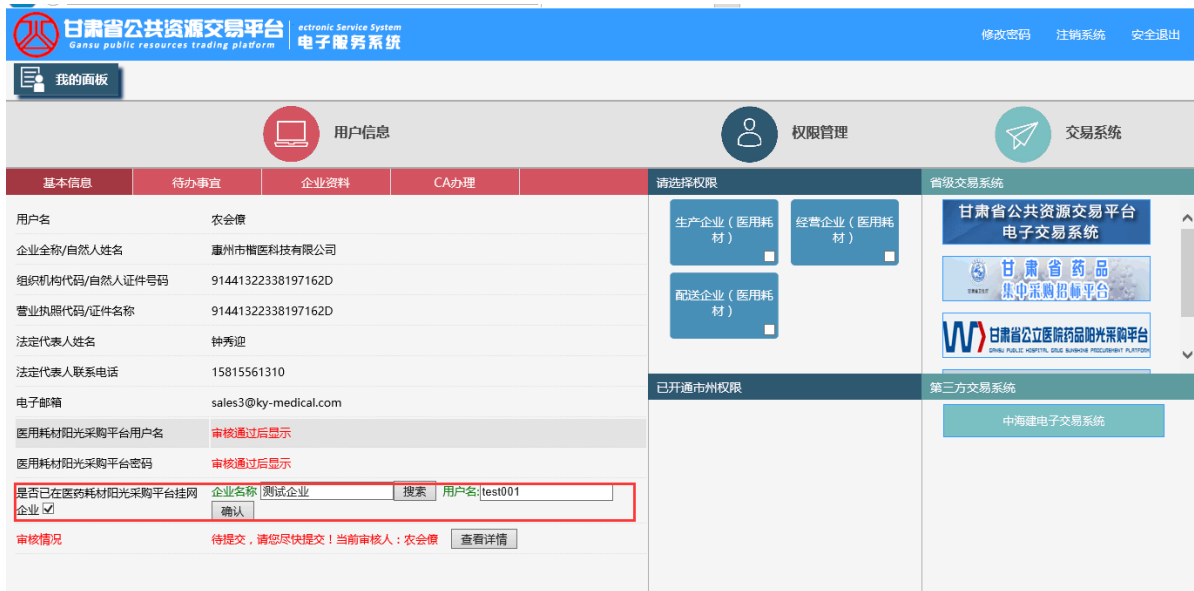 甘肃省公共资源交易平台
Gansu public resources trading platform
ectronic Service System
电子服务系统
修改密码 注销系统 安全退出
我的面板
用户信息
权限管理
交易系统
基本信息 待办事宜 企业资料 CA办理
用户名 农会僚
企业全称/自然人姓名 惠州市楷医科技有限公司
组织机构代码/自然人证件号码 91441322338197162D
营业执照代码/证件名称 91441322338197162D
法定代表人姓名 钟秀迎
法定代表人联系电话 15815561310
电子邮箱 sales3@ky-medical.com
医用耗材阳光采购平台用户名 审核通过后显示
医用耗材阳光采购平台密码 审核通过后显示
是否已在医药耗材阳光采购平台挂网 企业名称 测试企业 搜索 用户名: test001
企业 确认
审核情况 待提交,请您尽快提交!当前审核人:农会僚 查看详情
请选择权限
生产企业(医用耗
材)
经营企业(医用耗
材)
配送企业(医用耗
材)
已开通市州权限
省级交易系统
甘肃省公共资源交易平台
电子交易系统
甘肃省药品
集中采购招标平台
甘肃省公立医院药品阳光采购平台
GANSU PUBLIC HOSPITAL DRUG SUNSHINE PROCUREMENT PLATFORM
第三方交易系统
中海建电子交易系统